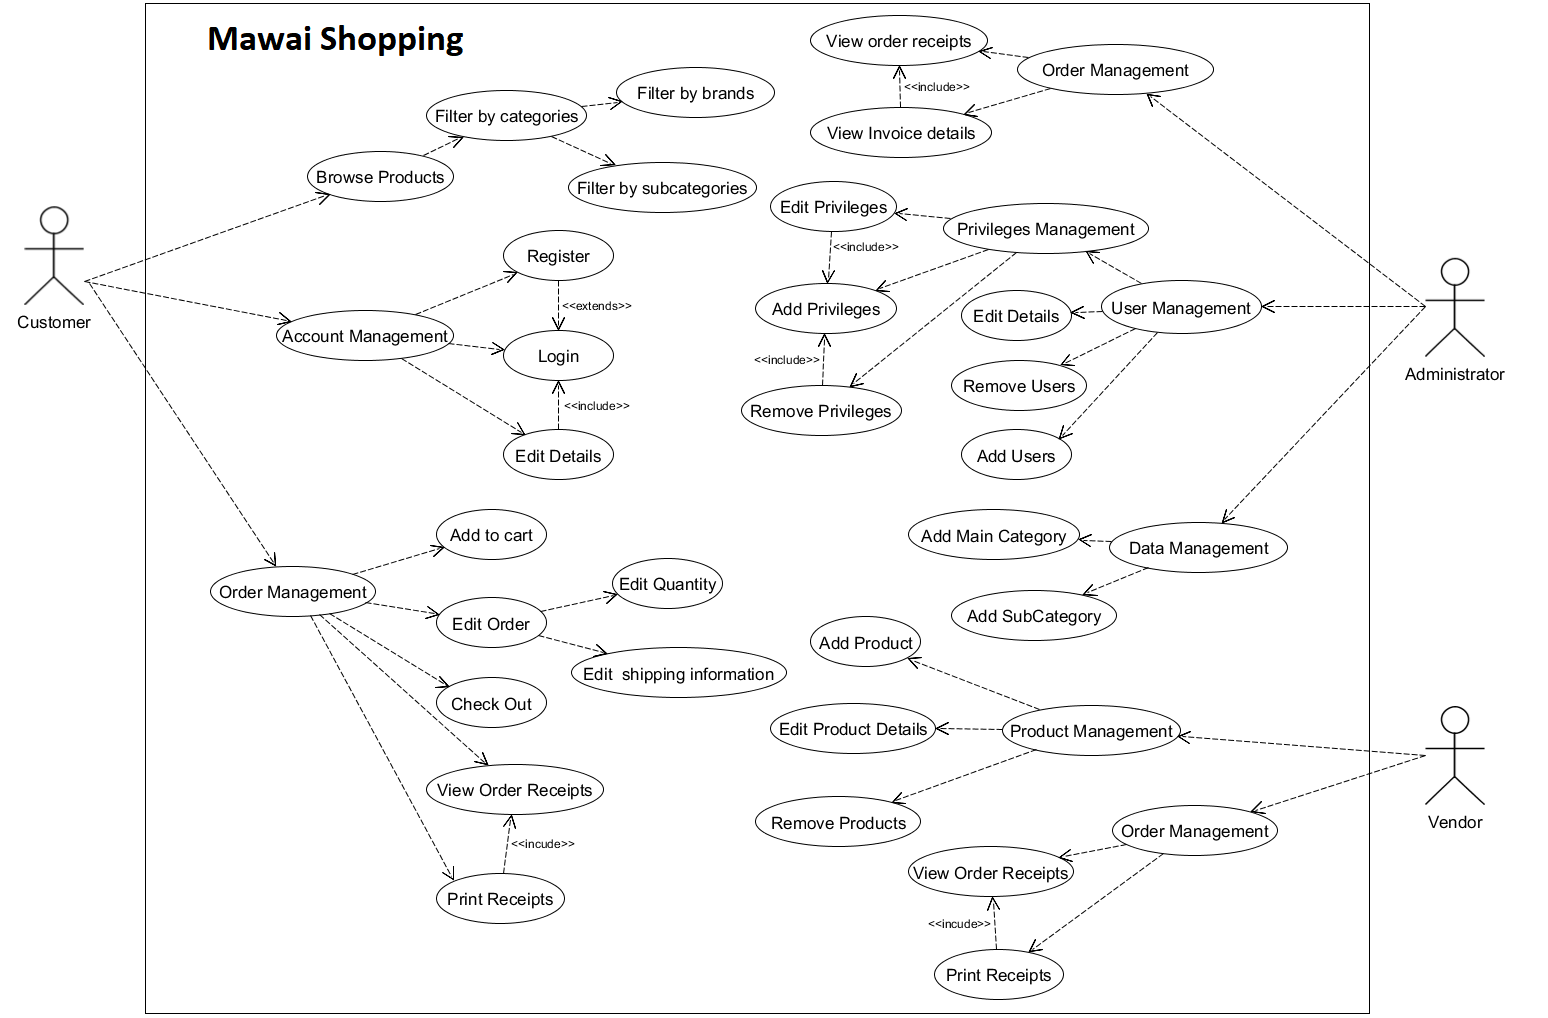 Mawai Shopping
View order receipts
Order Management
<<include>>
View Invoice details
Filter by brands
Filter by categories
Browse Products
Filter by subcategories
Customer
Register
<<extends>>
Account Management
Login
<<include>>
Edit Details
Edit Privileges
Privileges Management
<<include>>
Add Privileges
Edit Details
User Management
<<include>>
Remove Users
Remove Privileges
Add Users
Administrator
Add to cart
Order Management
Edit Quantity
Edit Order
Edit  shipping information
Check Out
View Order Receipts
<<incude>>
Print Receipts
Add Main Category
Data Management
Add SubCategory
Add Product
Edit Product Details
Product Management
Remove Products
Order Management
Vendor
View Order Receipts
<<incude>>
Print Receipts